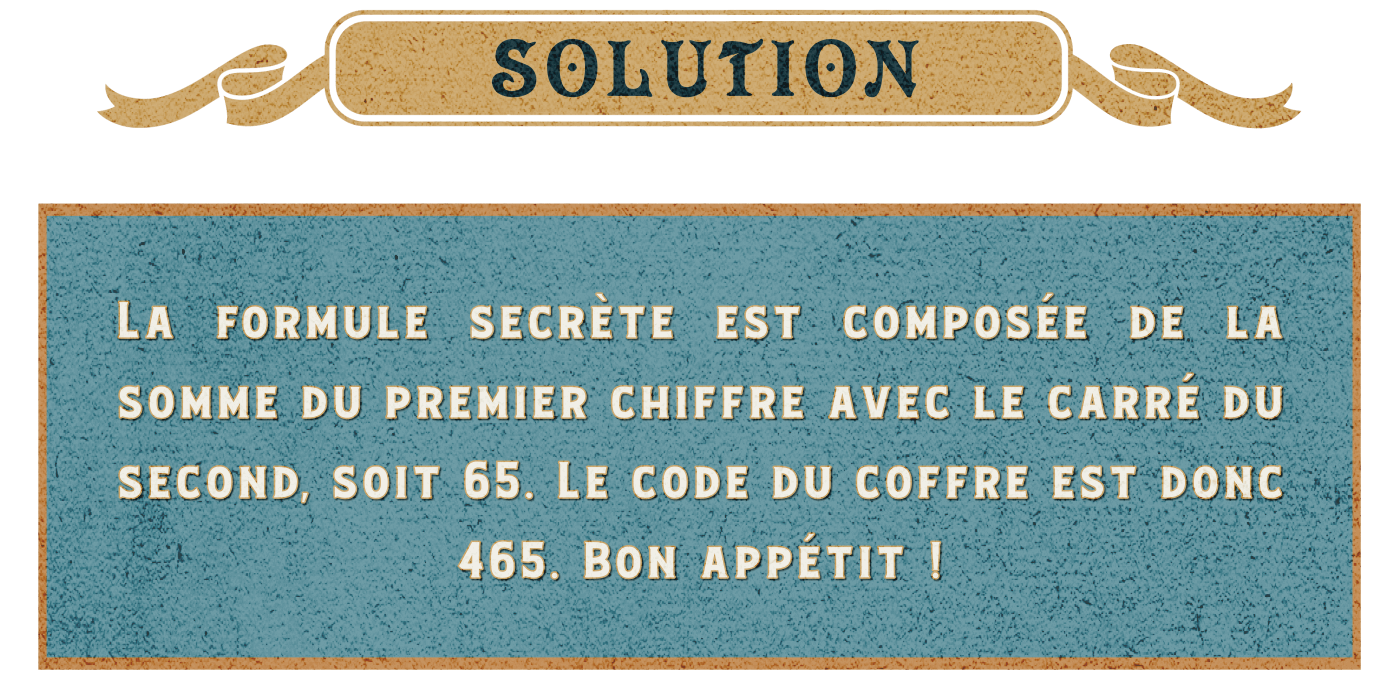 SOLUTION
La formule secrète est composée de la
somme du premier chiffre avec le carré du
second, soit 65. Le code du coffre est donc
465. Bon appétit !